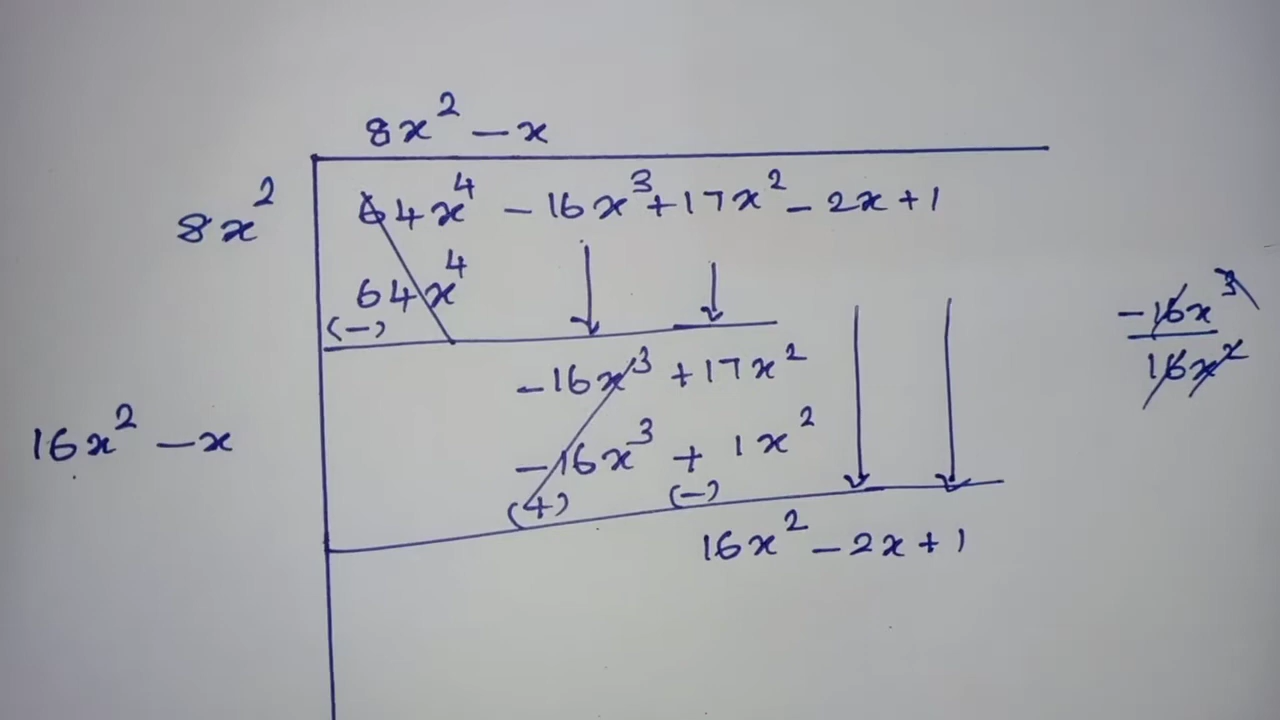 8x² - x
8x² 64x⁴ - 16x³ + 17x² - 2x + 1
64x⁴
(-)
-16x³
16x²
-16x³ + 17x²
16x² - x
-16x³ + 1x²
(+) (-)
16x² - 2x + 1